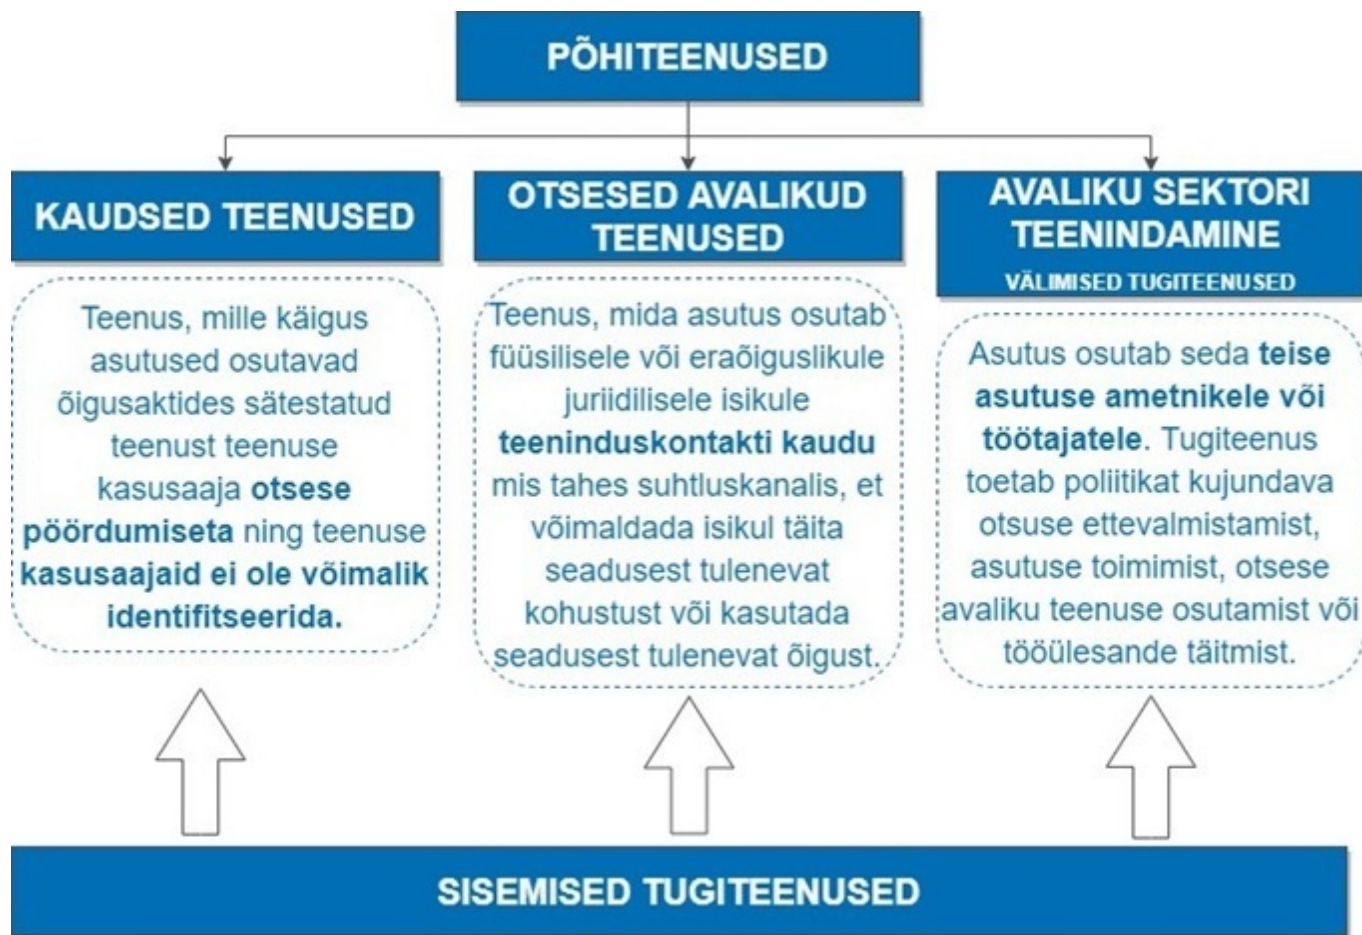 PÕHITEENUSED
KAUDSED TEENUSED
Teenus, mille käigus
asutused osutavad
õigusaktides sätestatud
teenust teenuse
kasusaaja otsese
pöördumiseta ning teenuse
kasusaajaid ei ole võimalik
identifitseerida.
OTSESED AVALIKUD
TEENUSED
Teenus, mida asutus osutab
füüsilisele või eraõiguslikule
juriidilisele isikule
teeninduskontakti kaudu
mis tahes suhtluskanalis, et
võimaldada isikul täita
seadusest tulenevat
kohustust või kasutada
seadusest tulenevat õigust.
AVALIKU SEKTORI
TEENINDAMINE
VÄLIMISED TUGITEENUSED
Asutus osutab seda teise
asutuse ametnikele või
töötajatele. Tugiteenus
toetab poliitikat kujundava
otsuse ettevalmistamist,
asutuse toimimist, otsese
avaliku teenuse osutamist või
tööülesande täitmist.
SISEMISED TUGITEENUSED